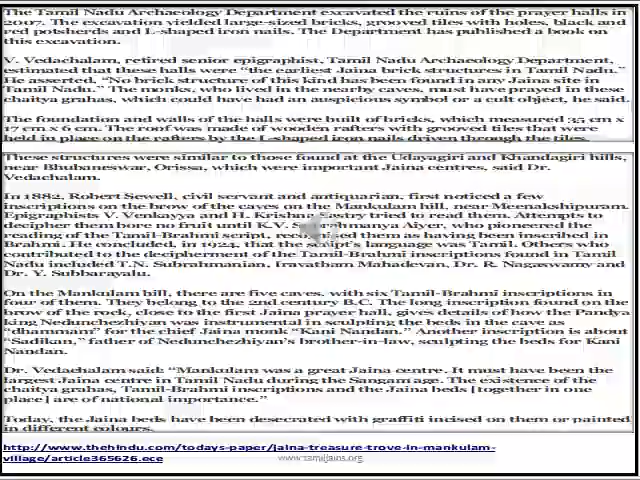 The Tamil Nadu Archaeology Department excavated the ruins of the prayer halls in
2007. The excavation yielded large-sized bricks, grooved tiles with holes, black and
red potsherds and L-shaped iron nails. The Department has published a book on
this excavation.
V. Vedachalam, retired senior epigraphist, Tamil Nadu Archaeology Department,
estimated that these halls were “the earliest Jaina brick structures in Tamil Nadu.”
He asserted, “No brick structure of this kind has been found in any Jaina site in
Tamil Nadu.” The monks, who lived in the nearby caves, must have prayed in these
chaitya grahas, which could have had an auspicious symbol or a cult object, he said.
The foundation and walls of the halls were built of bricks, which measured 35 cm x
17 cm x 6 cm. The roof was made of wooden rafters with grooved tiles that were
held in place on the rafters by the L-shaped iron nails driven through the tiles.
These structures were similar to those found at the Udayagiri and Khandagiri hills,
near Bhubaneswar, Orissa, which were important Jaina centres, said Dr.
Vedachalam.
In 1882, Robert Sewell, civil servant and antiquarian, first noticed a few
inscriptions on the brow of the caves on the Mankulam hill, near Meenakshipuram.
Epigraphists V. Venkayya and H. Krishna Sastry tried to read them. Attempts to
decipher them bore no fruit until K.V. Subrahmanya Aiyer, who pioneered the
reading of the Tamil-Brahmi script, recognised them as having been inscribed in
Brahmi. He concluded, in 1924, that the script’s language was Tamil. Others who
contributed to the decipherment of the Tamil-Brahmi inscriptions found in Tamil
Nadu included T.N. Subrahmanian, Iravatham Mahadevan, Dr. R. Nagaswamy and
Dr. Y. Subbarayalu.
On the Mankulam hill, there are five caves, with six Tamil-Brahmi inscriptions in
four of them. They belong to the 2nd century B.C. The long inscription found on the
brow of the rock, close to the first Jaina prayer hall, gives details of how the Pandya
king Nedunchezhiyan was instrumental in sculpting the beds in the cave as
“dhammam” for the chief Jaina monk “Kani Nandan.” Another inscription is about
“Sadikan,” father of Nedunchezhiyan’s brother-in-law, sculpting the beds for Kani
Nandan.
Dr. Vedachalam said: “Mankulam was a great Jaina centre. It must have been the
largest Jaina centre in Tamil Nadu during the Sangam age. The existence of the
chaitya grahas, Tamil-Brahmi inscriptions and the Jaina beds [together in one
place] are of national importance.”
Today, the Jaina beds have been desecrated with graffiti incised on them or painted
in different colours.
http://www.thehindu.com/todays-paper/jaina-treasure-trove-in-mankulam-
village/article365626.ece
www.tamiljains.org